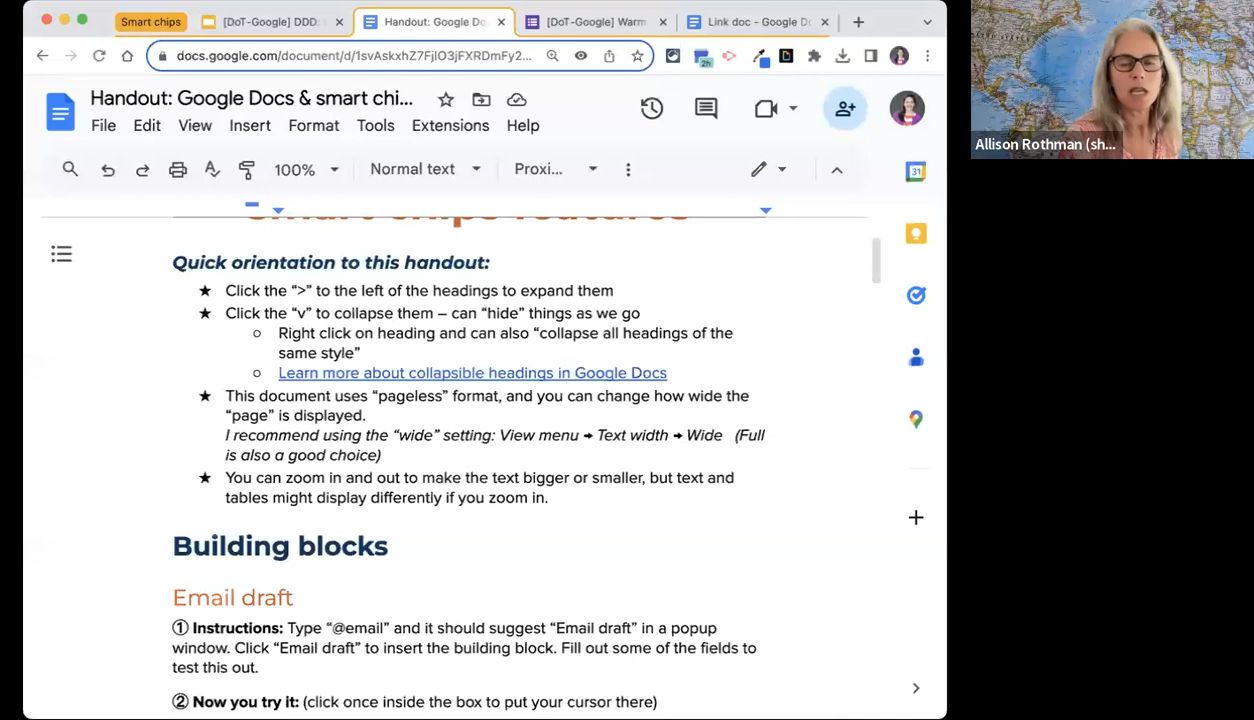 Smart chips
[DoT-Google] DDD:
Handout: Google Do
[DoT-Google] Warm
Link doc - Google Do
docs.google.com/document/d/1svAskxhZ7FjlO3jFXRDmFy2...
2h
Handout: Google Docs & smart chi...
File Edit View Insert Format Tools Extensions Help
100% Normal text Proxi...
31
Smart chips features
Quick orientation to this handout:
★ Click the “>” to the left of the headings to expand them
★ Click the “v” to collapse them – can “hide” things as we go
○ Right click on heading and can also “collapse all headings of the
same style”
○ Learn more about collapsible headings in Google Docs
★ This document uses “pageless” format, and you can change how wide the
“page” is displayed.
I recommend using the “wide” setting: View menu → Text width → Wide (Full
is also a good choice)
★ You can zoom in and out to make the text bigger or smaller, but text and
tables might display differently if you zoom in.
Building blocks
Email draft
① Instructions: Type “@email” and it should suggest “Email draft” in a popup
window. Click “Email draft” to insert the building block. Fill out some of the fields to
test this out.
② Now you try it: (click once inside the box to put your cursor there)
Allison Rothman (sh...